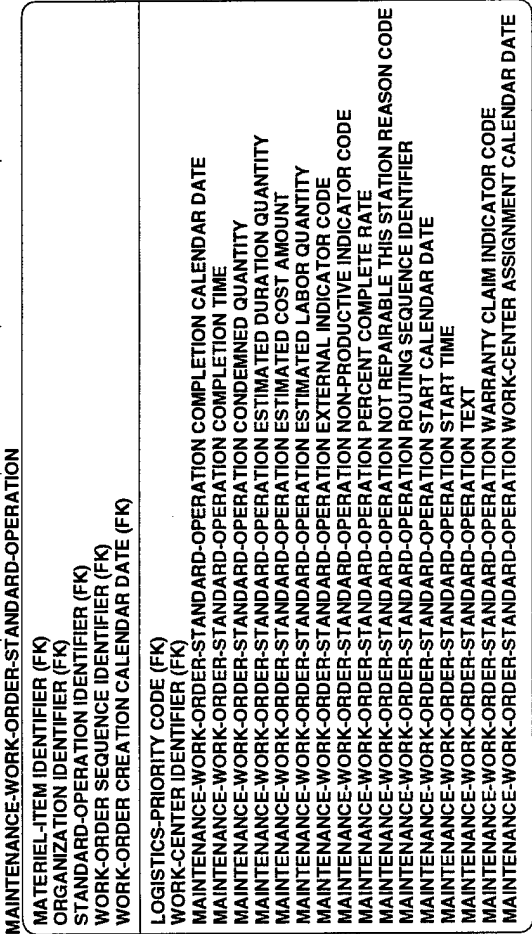 MAINTENANCE-WORK-ORDER-STANDARD-OPERATION
MATERIEL-ITEM IDENTIFIER (FK)
ORGANIZATION IDENTIFIER (FK)
STANDARD-OPERATION IDENTIFIER (FK)
WORK-ORDER SEQUENCE IDENTIFIER (FK)
WORK-ORDER CREATION CALENDAR DATE (FK)
LOGISTICS-PRIORITY CODE (FK)
WORK-CENTER IDENTIFIER (FK)
MAINTENANCE-WORK-ORDER-STANDARD-OPERATION COMPLETION CALENDAR DATE
MAINTENANCE-WORK-ORDER-STANDARD-OPERATION COMPLETION TIME
MAINTENANCE-WORK-ORDER-STANDARD-OPERATION CONDEMNED QUANTITY
MAINTENANCE-WORK-ORDER-STANDARD-OPERATION ESTIMATED DURATION QUANTITY
MAINTENANCE-WORK-ORDER-STANDARD-OPERATION ESTIMATED COST AMOUNT
MAINTENANCE-WORK-ORDER-STANDARD-OPERATION ESTIMATED LABOR QUANTITY
MAINTENANCE-WORK-ORDER-STANDARD-OPERATION EXTERNAL INDICATOR CODE
MAINTENANCE-WORK-ORDER-STANDARD-OPERATION NON-PRODUCTIVE INDICATOR CODE
MAINTENANCE-WORK-ORDER-STANDARD-OPERATION PERCENT COMPLETE RATE
MAINTENANCE-WORK-ORDER-STANDARD-OPERATION NOT REPAIRABLE THIS STATION REASON CODE
MAINTENANCE-WORK-ORDER-STANDARD-OPERATION ROUTING SEQUENCE IDENTIFIER
MAINTENANCE-WORK-ORDER-STANDARD-OPERATION START CALENDAR DATE
MAINTENANCE-WORK-ORDER-STANDARD-OPERATION START TIME
MAINTENANCE-WORK-ORDER-STANDARD-OPERATION TEXT
MAINTENANCE-WORK-ORDER-STANDARD-OPERATION WARRANTY CLAIM INDICATOR CODE
MAINTENANCE-WORK-ORDER-STANDARD-OPERATION WORK-CENTER ASSIGNMENT CALENDAR DATE